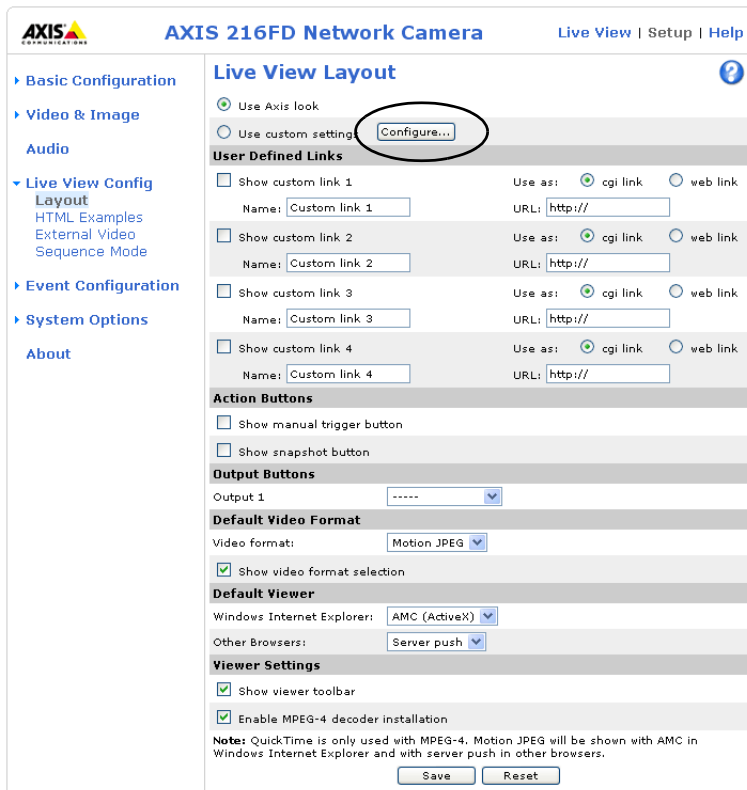 AXIS
COMMUNICATIONS
AXIS 216FD Network Camera
Live View | Setup | Help
Basic Configuration
Video & Image
Audio
Live View Config
Layout
HTML Examples
External Video
Sequence Mode
Event Configuration
System Options
About
Live View Layout
?
Use Axis look
Use custom settings Configure...
User Defined Links
Show custom link 1 Use as: cgi link web link
Name: Custom link 1 URL: http://
Show custom link 2 Use as: cgi link web link
Name: Custom link 2 URL: http://
Show custom link 3 Use as: cgi link web link
Name: Custom link 3 URL: http://
Show custom link 4 Use as: cgi link web link
Name: Custom link 4 URL: http://
Action Buttons
Show manual trigger button
Show snapshot button
Output Buttons
Output 1 -----
Default Video Format
Video format: Motion JPEG
Show video format selection
Default Viewer
Windows Internet Explorer: AMC (ActiveX)
Other Browsers: Server push
Viewer Settings
Show viewer toolbar
Enable MPEG-4 decoder installation
Note: QuickTime is only used with MPEG-4. Motion JPEG will be shown with AMC in
Windows Internet Explorer and with server push in other browsers.
Save Reset